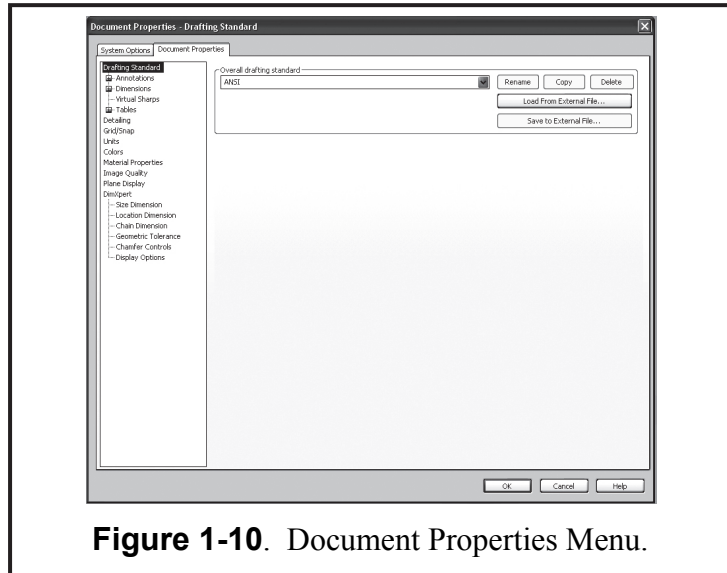 Document Properties - Drafting Standard
System Options Document Properties
Drafting Standard
Annotations
Dimensions
Virtual Sharps
Tables
Detailing
Grid/Snap
Units
Colors
Material Properties
Image Quality
Plane Display
DimXpert
Size Dimension
Location Dimension
Chain Dimension
Geometric Tolerance
Chamfer Controls
Display Options
Overall drafting standard
ANSI
Rename Copy Delete
Load From External File...
Save to External File...
OK Cancel Help
Figure 1-10. Document Properties Menu.